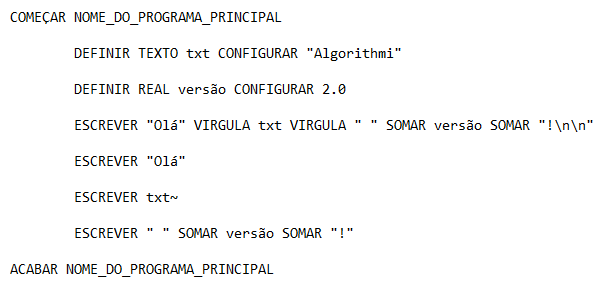 COMEÇAR NOME_DO_PROGRAMA_PRINCIPAL
DEFINIR TEXTO txt CONFIGURAR "Algorithmi"
DEFINIR REAL versão CONFIGURAR 2.0
ESCREVER "Olá" VIRGULA txt VIRGULA " " SOMAR versão SOMAR "!\n\n"
ESCREVER "Olá"
ESCREVER txt~
ESCREVER " " SOMAR versão SOMAR "!"
ACABAR NOME_DO_PROGRAMA_PRINCIPAL